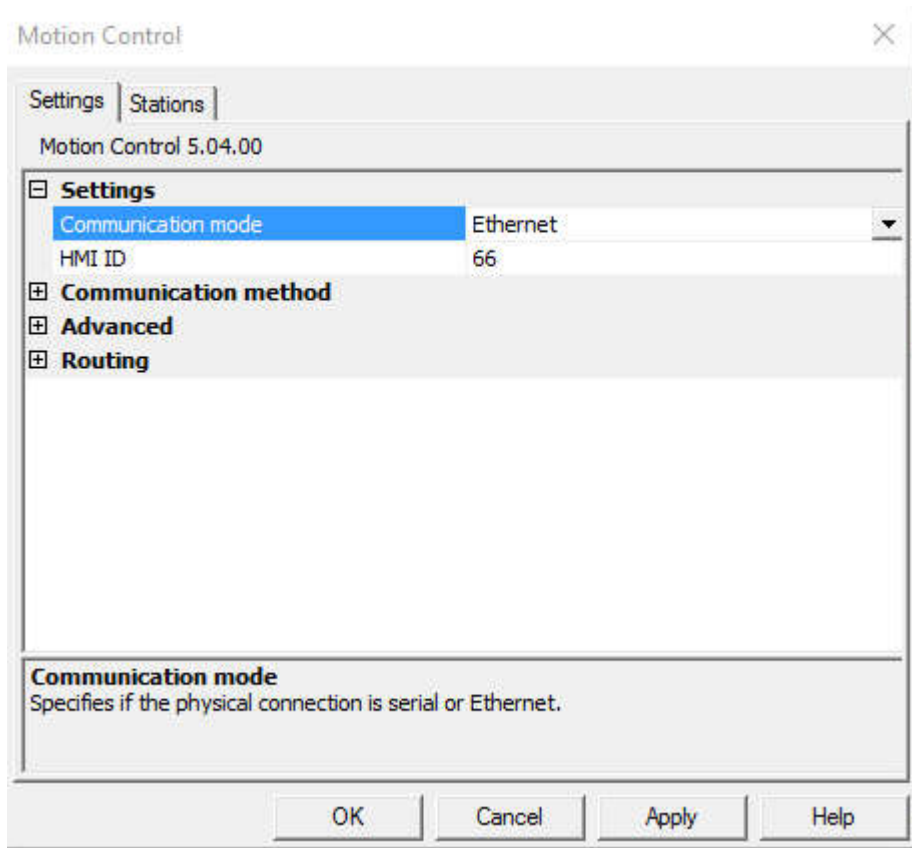 Motion Control
Settings Stations
Motion Control 5.04.00
Settings
Communication mode Ethernet
HMI ID 66
Communication method
Advanced
Routing
Communication mode
Specifies if the physical connection is serial or Ethernet.
OK Cancel Apply Help